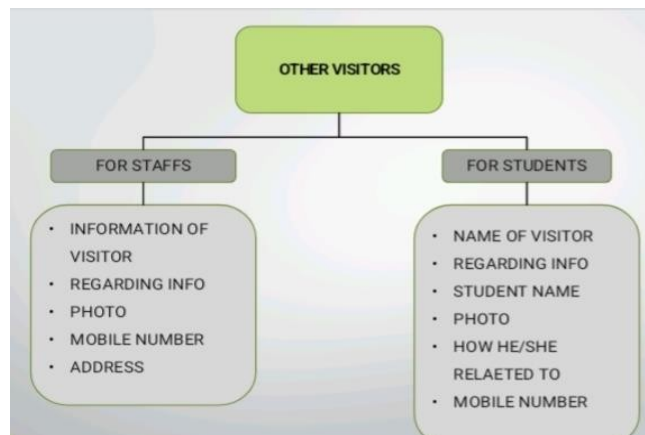 OTHER VISITORS
FOR STAFFS
• INFORMATION OF
VISITOR
• REGARDING INFO
• PHOTO
• MOBILE NUMBER
• ADDRESS
FOR STUDENTS
• NAME OF VISITOR
• REGARDING INFO
• STUDENT NAME
• PHOTO
• HOW HE/SHE
RELAETED TO
• MOBILE NUMBER